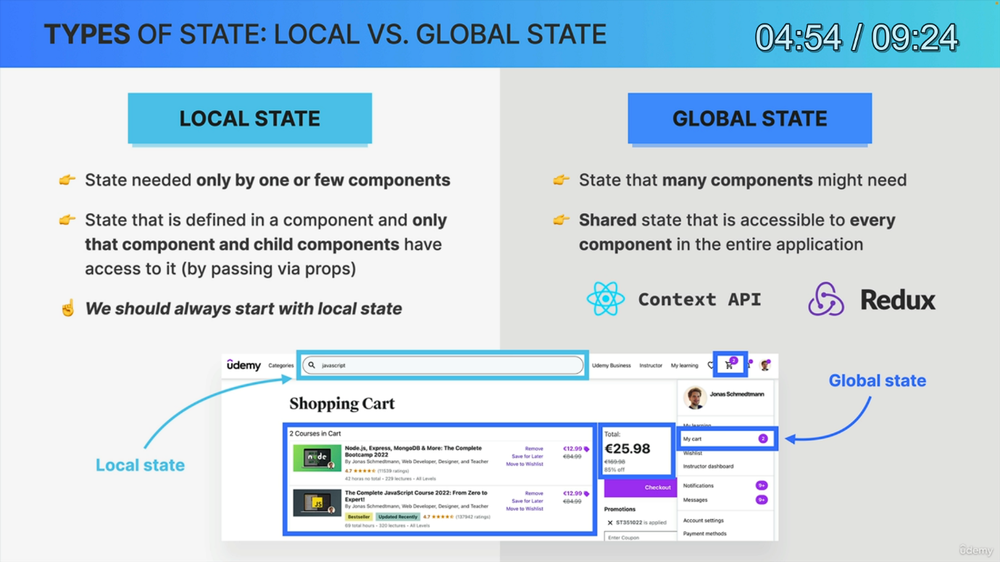 TYPES OF STATE: LOCAL VS. GLOBAL STATE
04:54 / 09:24
LOCAL STATE
👉 State needed only by one or few components
👉 State that is defined in a component and only
that component and child components have
access to it (by passing via props)
☝️ We should always start with local state
GLOBAL STATE
👉 State that many components might need
👉 Shared state that is accessible to every
component in the entire application
Context API
Redux
Local state
Global state
ûdemy
Categories
javascript
Udemy Business
Instructor
My learning
2
Shopping Cart
2 Courses in Cart
Node.js, Express, MongoDB & More: The Complete
Bootcamp 2022
By Jonas Schmedtmann, Web Developer, Designer, and Teacher
4.7 ★★★★★ (11539 ratings)
42 horas no total • 229 lectures • All Levels
Remove
Save for Later
Move to Wishlist
€12.99
€84.99
The Complete JavaScript Course 2022: From Zero to
Expert!
By Jonas Schmedtmann, Web Developer, Designer, and Teacher
Bestseller Updated Recently 4.7 ★★★★★ (137942 ratings)
69 total hours • 320 lectures • All Levels
Remove
Save for Later
Move to Wishlist
€12.99
€84.99
Total:
€25.98
€169.98
85% off
Checkout
Promotions
✕ ST351022 is applied
Enter Coupon
Jonas Schmedtmann
My learning
My cart 2
Wishlist
Instructor dashboard
Notifications 9+
Messages 9+
Account settings
Payment methods
node
JS
ûdemy